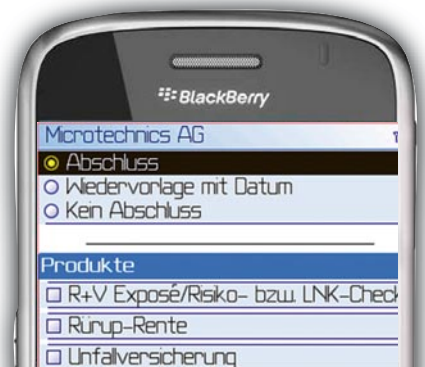 BlackBerry
Microtechnics AG
Abschluss
Wiedervorlage mit Datum
Kein Abschluss
Produkte
R+V Exposé/Risiko- bzw. LNK-Check
Rürup-Rente
Unfallversicherung